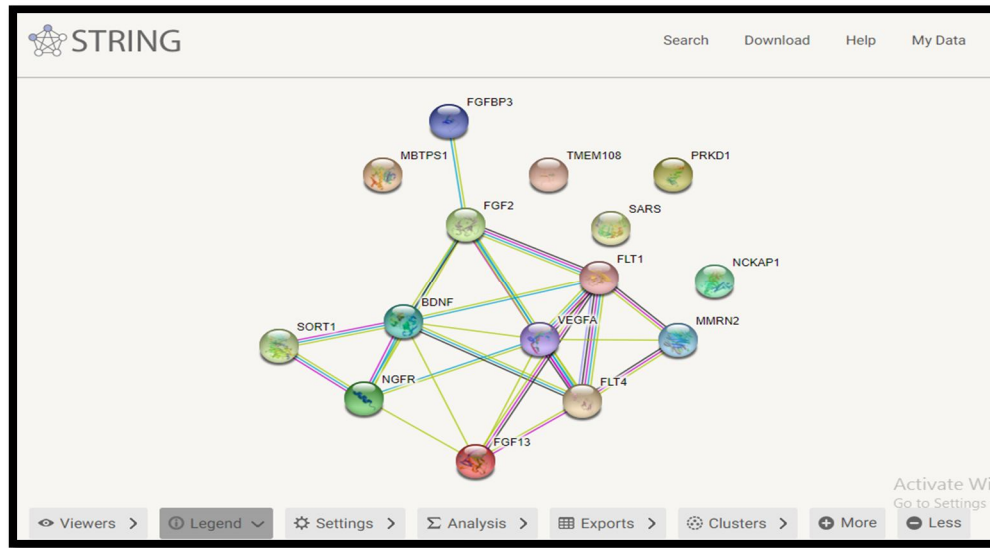 STRING
Search Download Help My Data
FGFBP3
MBTPS1 TMEM108 PRKD1
FGF2
SARS
FLT1
NCKAP1
BDNF
VEGFA MMRN2
SORT1
NGFR FLT4
FGF13
Activate Wi
Go to Settings
Viewers Legend Settings Analysis Exports Clusters More Less